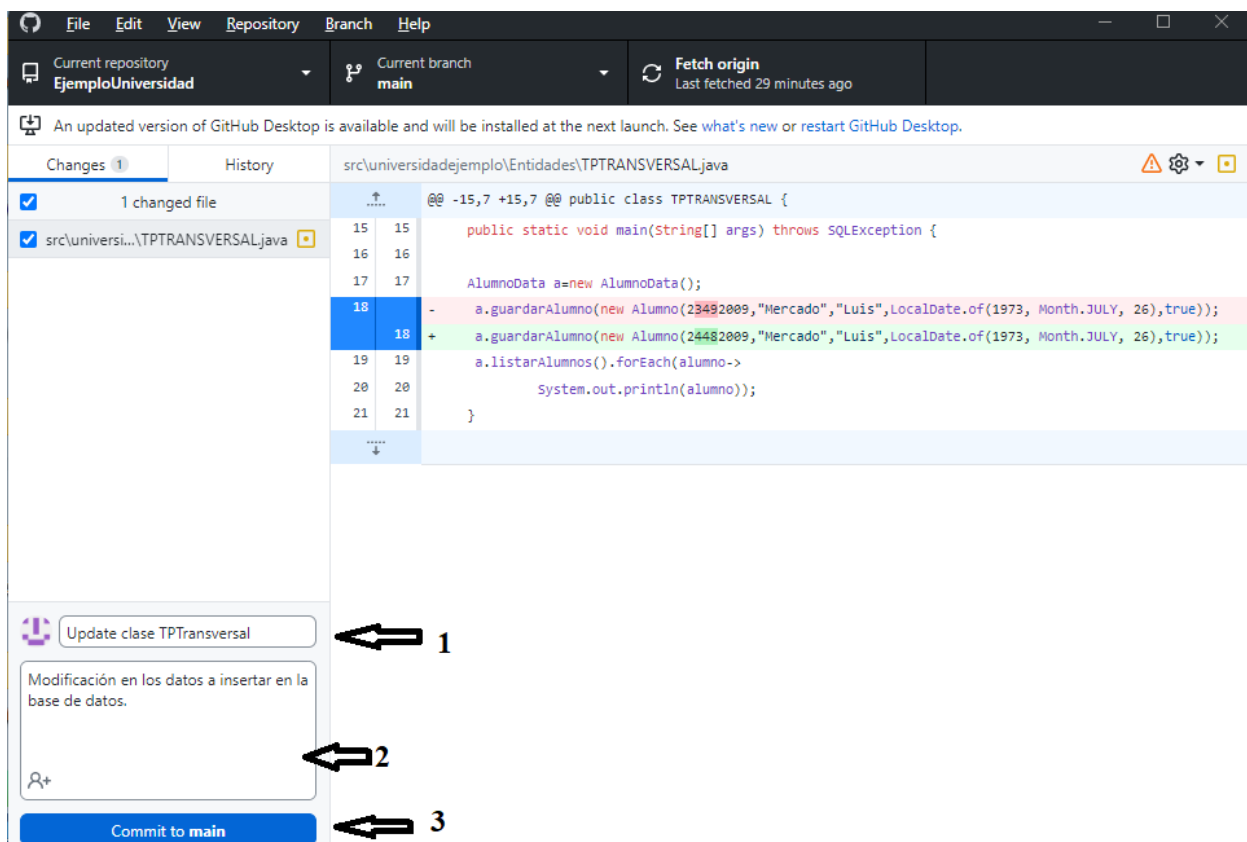 File Edit View Repository Branch Help
Current repository
EjemploUniversidad
Current branch
main
Fetch origin
Last fetched 29 minutes ago
An updated version of GitHub Desktop is available and will be installed at the next launch. See what's new or restart GitHub Desktop.
Changes 1 History
src\universidadejemplo\Entidades\TPTRANSVERSAL.java
1 changed file
src\universi...\TPTRANSVERSAL.java
@@ -15,7 +15,7 @@ public class TPTRANSVERSAL {
15 15 public static void main(String[] args) throws SQLException {
16 16
17 17 AlumnoData a=new AlumnoData();
18 - a.guardarAlumno(new Alumno(23492009,"Mercado","Luis",LocalDate.of(1973, Month.JULY, 26),true));
18 + a.guardarAlumno(new Alumno(24482009,"Mercado","Luis",LocalDate.of(1973, Month.JULY, 26),true));
19 19 a.listarAlumnos().forEach(alumno->
20 20 System.out.println(alumno));
21 21 }
Update clase TPTransversal
1
Modificación en los datos a insertar en la
base de datos.
2
Commit to main
3